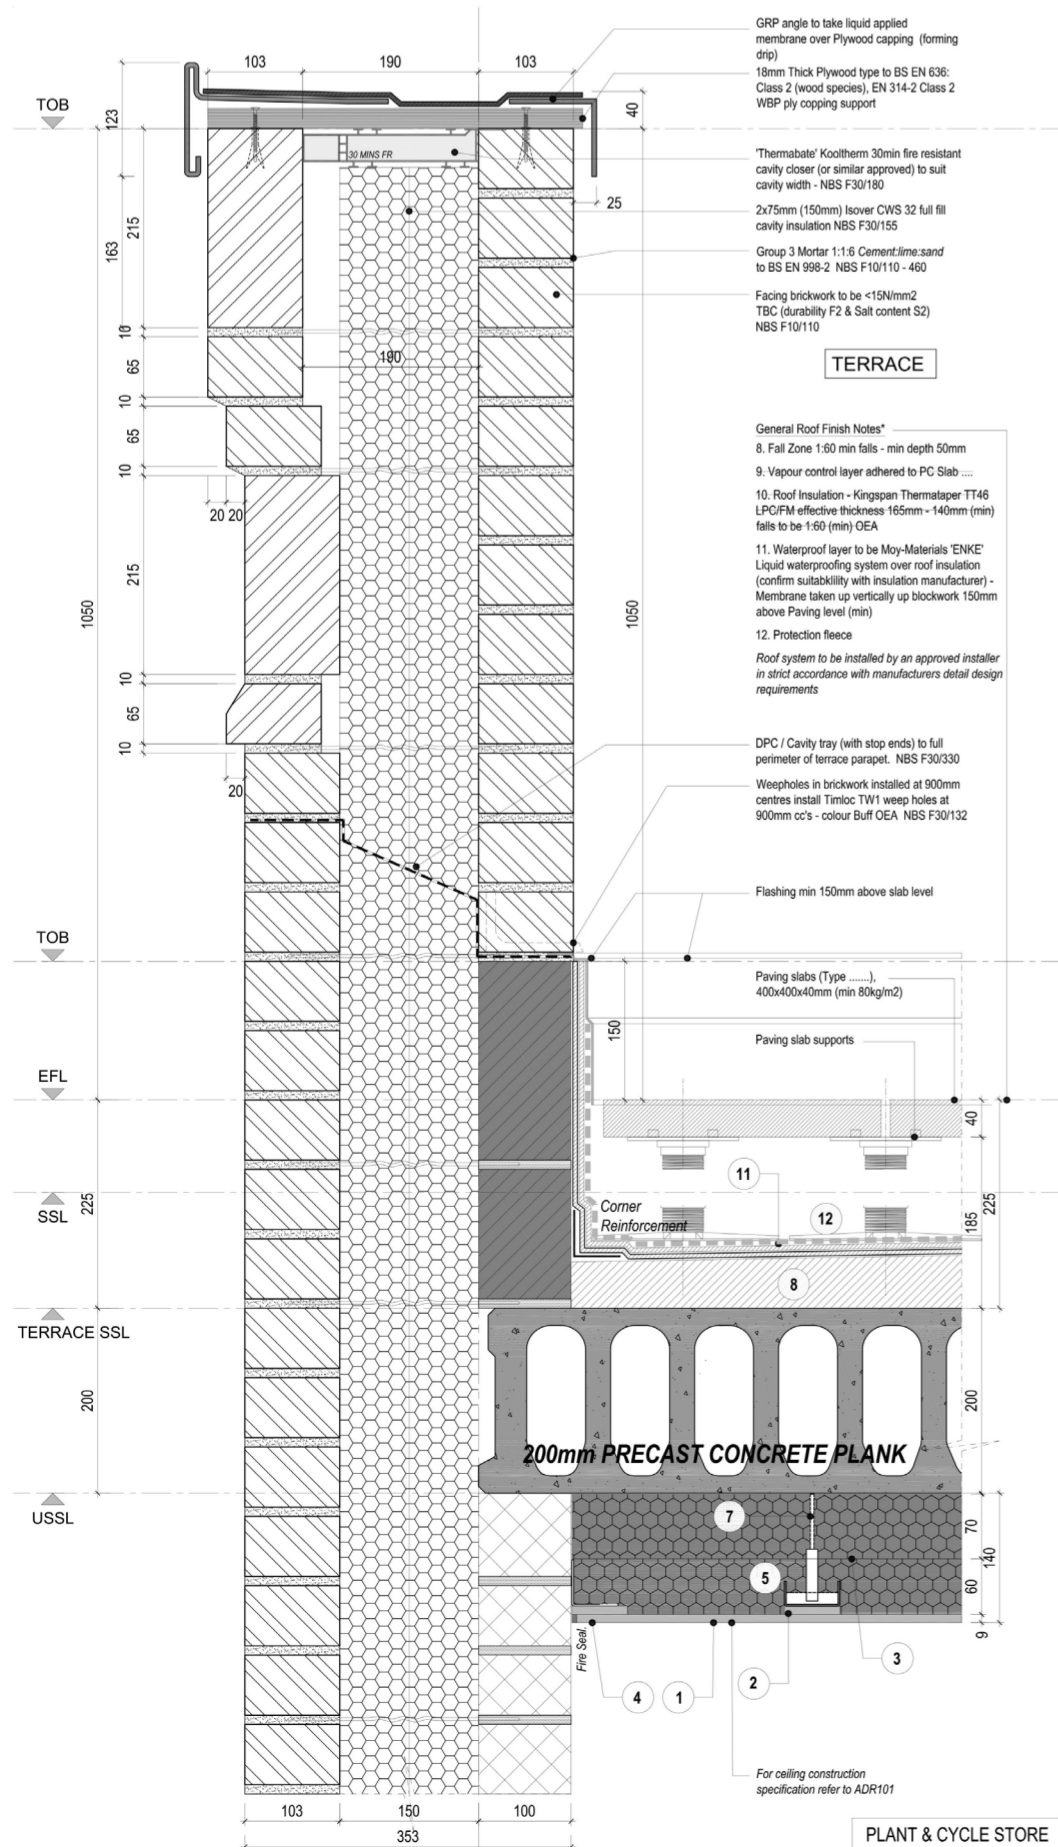 GRP angle to take liquid applied
membrane over Plywood capping (forming
drip)
18mm Thick Plywood type to BS EN 636:
Class 2 (wood species), EN 314-2 Class 2
WBP ply copping support
103
190
103
TOB
123
40
30 MINS FR
'Thermabate' Kooltherm 30min fire resistant
cavity closer (or similar approved) to suit
cavity width - NBS F30/180
25
2x75mm (150mm) Isover CWS 32 full fill
cavity insulation NBS F30/155
215
163
Group 3 Mortar 1:1:6 Cement:lime:sand
to BS EN 998-2 NBS F10/110 - 460
Facing brickwork to be <15N/mm2
TBC (durability F2 & Salt content S2)
NBS F10/110
10
190
65
TERRACE
10
65
10
General Roof Finish Notes*
8. Fall Zone 1:60 min falls - min depth 50mm
9. Vapour control layer adhered to PC Slab ....
10. Roof Insulation - Kingspan Thermataper TT46
LPC/FM effective thickness 165mm - 140mm (min)
falls to be 1:60 (min) OEA
20 20
11. Waterproof layer to be Moy-Materials 'ENKE'
Liquid waterproofing system over roof insulation
(confirm suitabklility with insulation manufacturer) -
Membrane taken up vertically up blockwork 150mm
above Paving level (min)
215
1050
1050
12. Protection fleece
Roof system to be installed by an approved installer
in strict accordance with manufacturers detail design
requirements
10
65
10
DPC / Cavity tray (with stop ends) to full
perimeter of terrace parapet. NBS F30/330
20
Weepholes in brickwork installed at 900mm
centres install Timloc TW1 weep holes at
900mm cc's - colour Buff OEA NBS F30/132
Flashing min 150mm above slab level
TOB
Paving slabs (Type .......),
400x400x40mm (min 80kg/m2)
150
Paving slab supports
EFL
40
11
225
225
SSL
Corner
Reinforcement
12
185
8
TERRACE SSL
200
200
200mm PRECAST CONCRETE PLANK
USSL
7
70
140
5
60
9
Fire Seal.
3
4
1
2
For ceiling construction
specification refer to ADR101
103
150
100
353
PLANT & CYCLE STORE